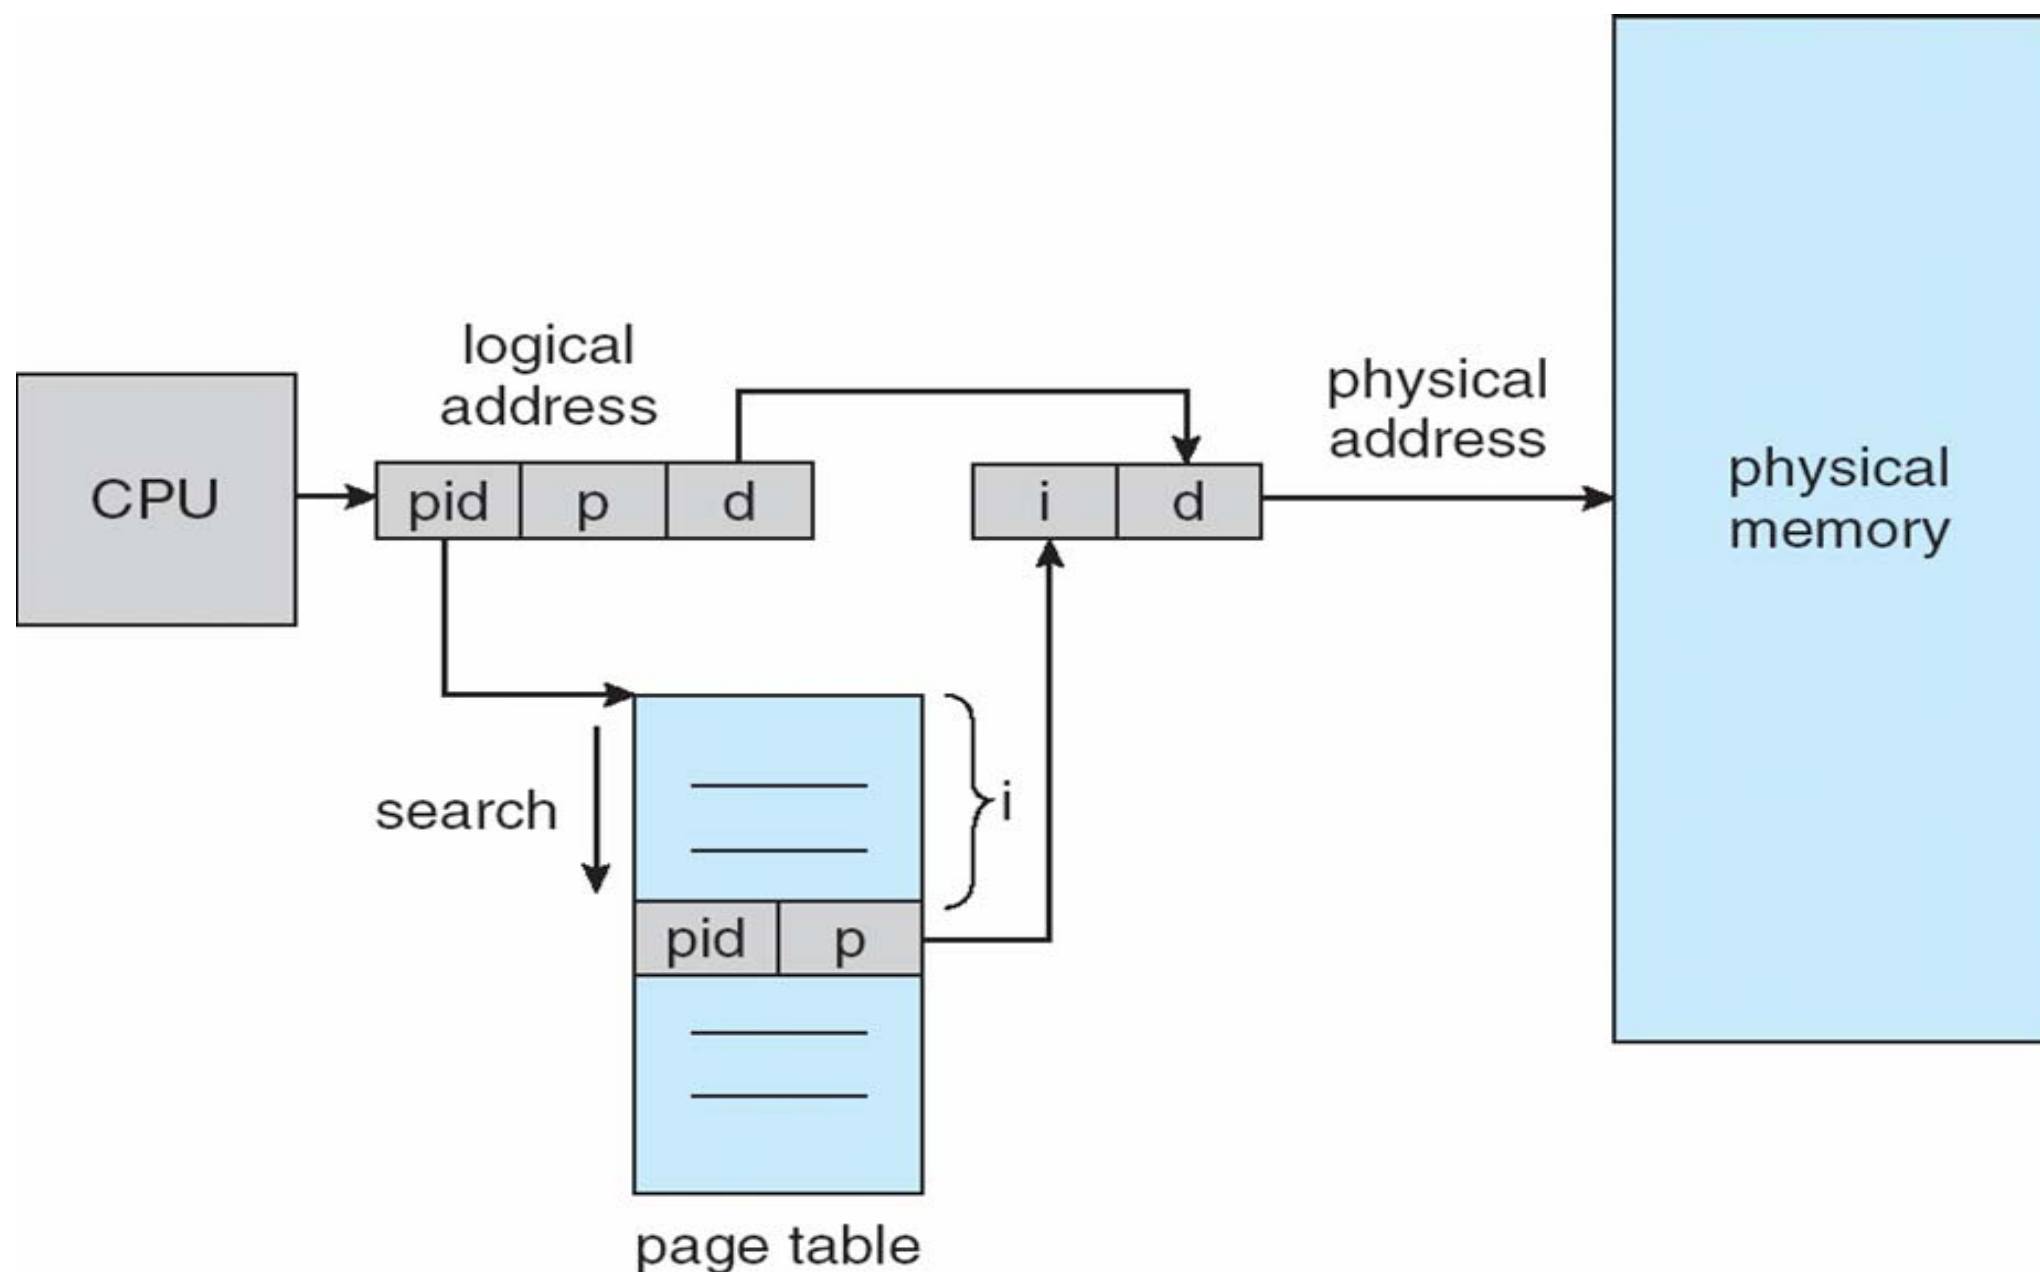 logical
address
physical
address
CPU
pid
p
d
i
d
physical
memory
search
i
pid
p
page table